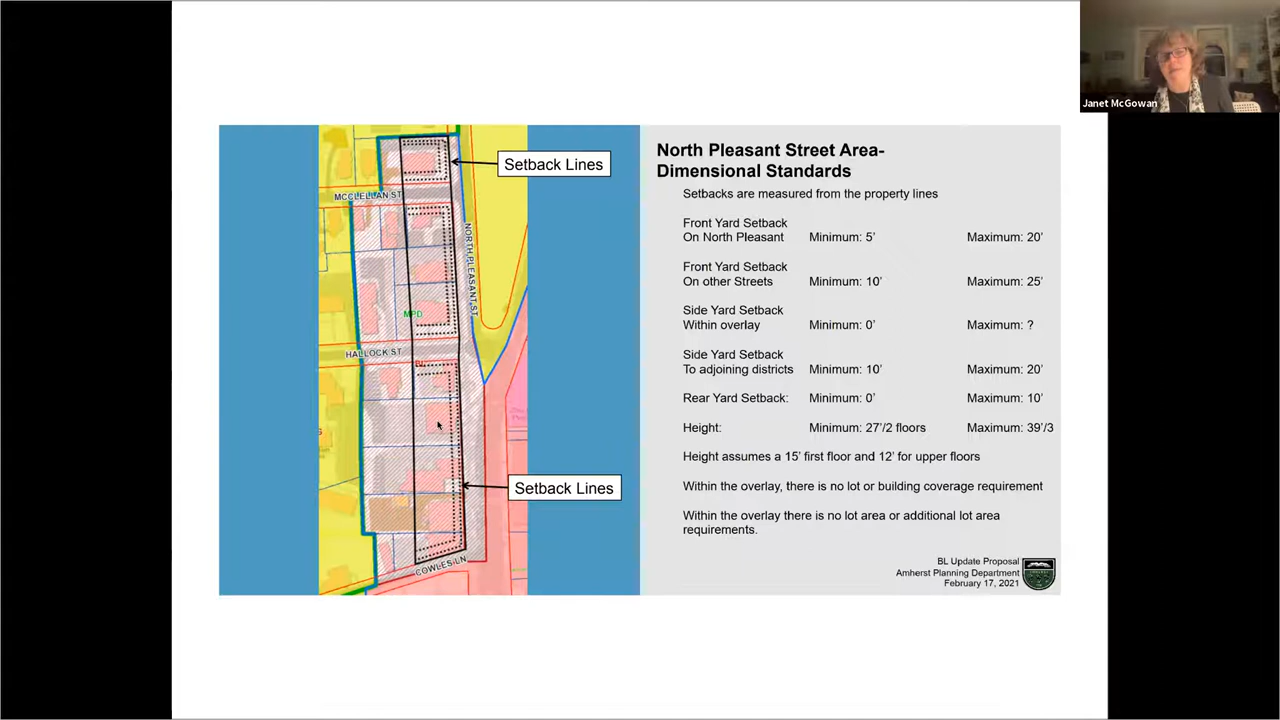 Janet McGowan
North Pleasant Street Area-
Dimensional Standards
Setbacks are measured from the property lines
Front Yard Setback
On North Pleasant Minimum: 5' Maximum: 20'
Front Yard Setback
On other Streets Minimum: 10' Maximum: 25'
Side Yard Setback
Within overlay Minimum: 0' Maximum: ?
Side Yard Setback
To adjoining districts Minimum: 10' Maximum: 20'
Rear Yard Setback: Minimum: 0' Maximum: 10'
Height: Minimum: 27'/2 floors Maximum: 39'/3
Height assumes a 15' first floor and 12' for upper floors
Within the overlay, there is no lot or building coverage requirement
Within the overlay there is no lot area or additional lot area
requirements.
BL Update Proposal
Amherst Planning Department
February 17, 2021
Setback Lines
MCCLELLAN ST
NORTH PLEASANT ST
MPD
HALLOCK ST
BL
Setback Lines
COWLES LN